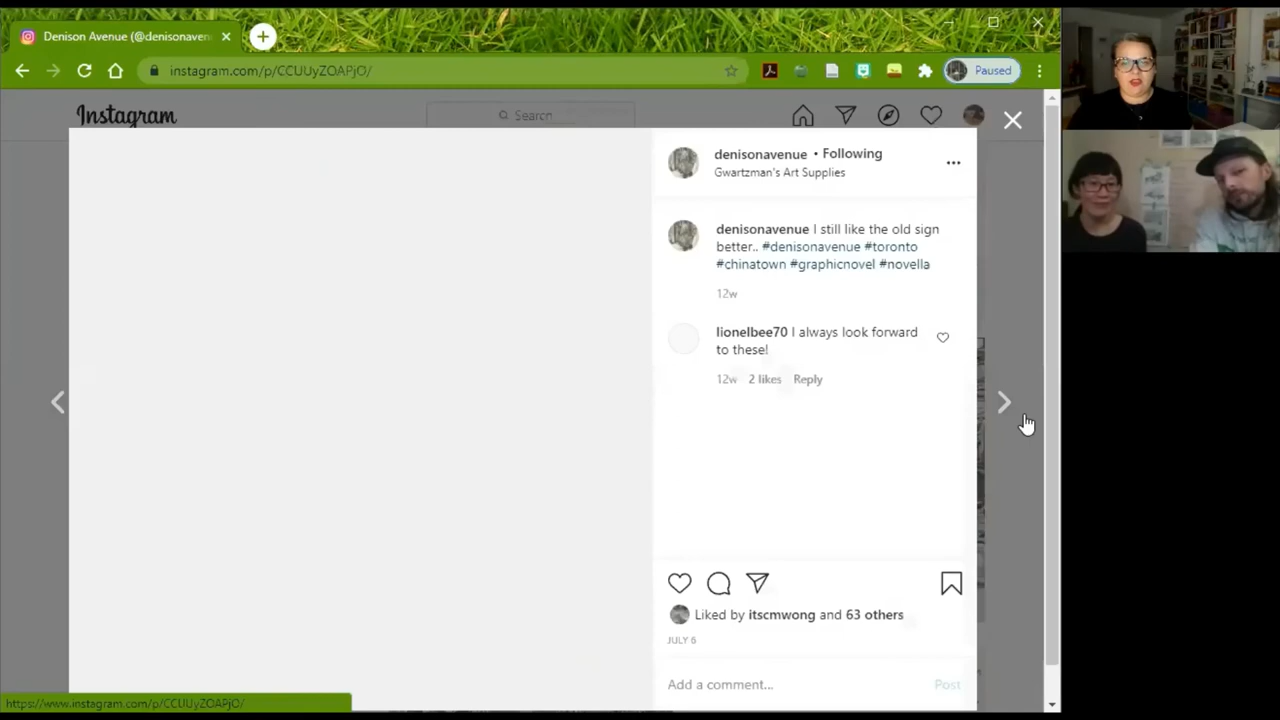 Denison Avenue (@denisonaven
instagram.com/p/CCUUyZOAPjO/
Paused
Instagram
Search
denisonavenue • Following
Gwartzman's Art Supplies
denisonavenue I still like the old sign
better.. #denisonavenue #toronto
#chinatown #graphicnovel #novella
12w
lionelbee70 I always look forward
to these!
12w 2 likes Reply
Liked by itscmwong and 63 others
JULY 6
Add a comment... Post
https://www.instagram.com/p/CCUUyZOAPjO/